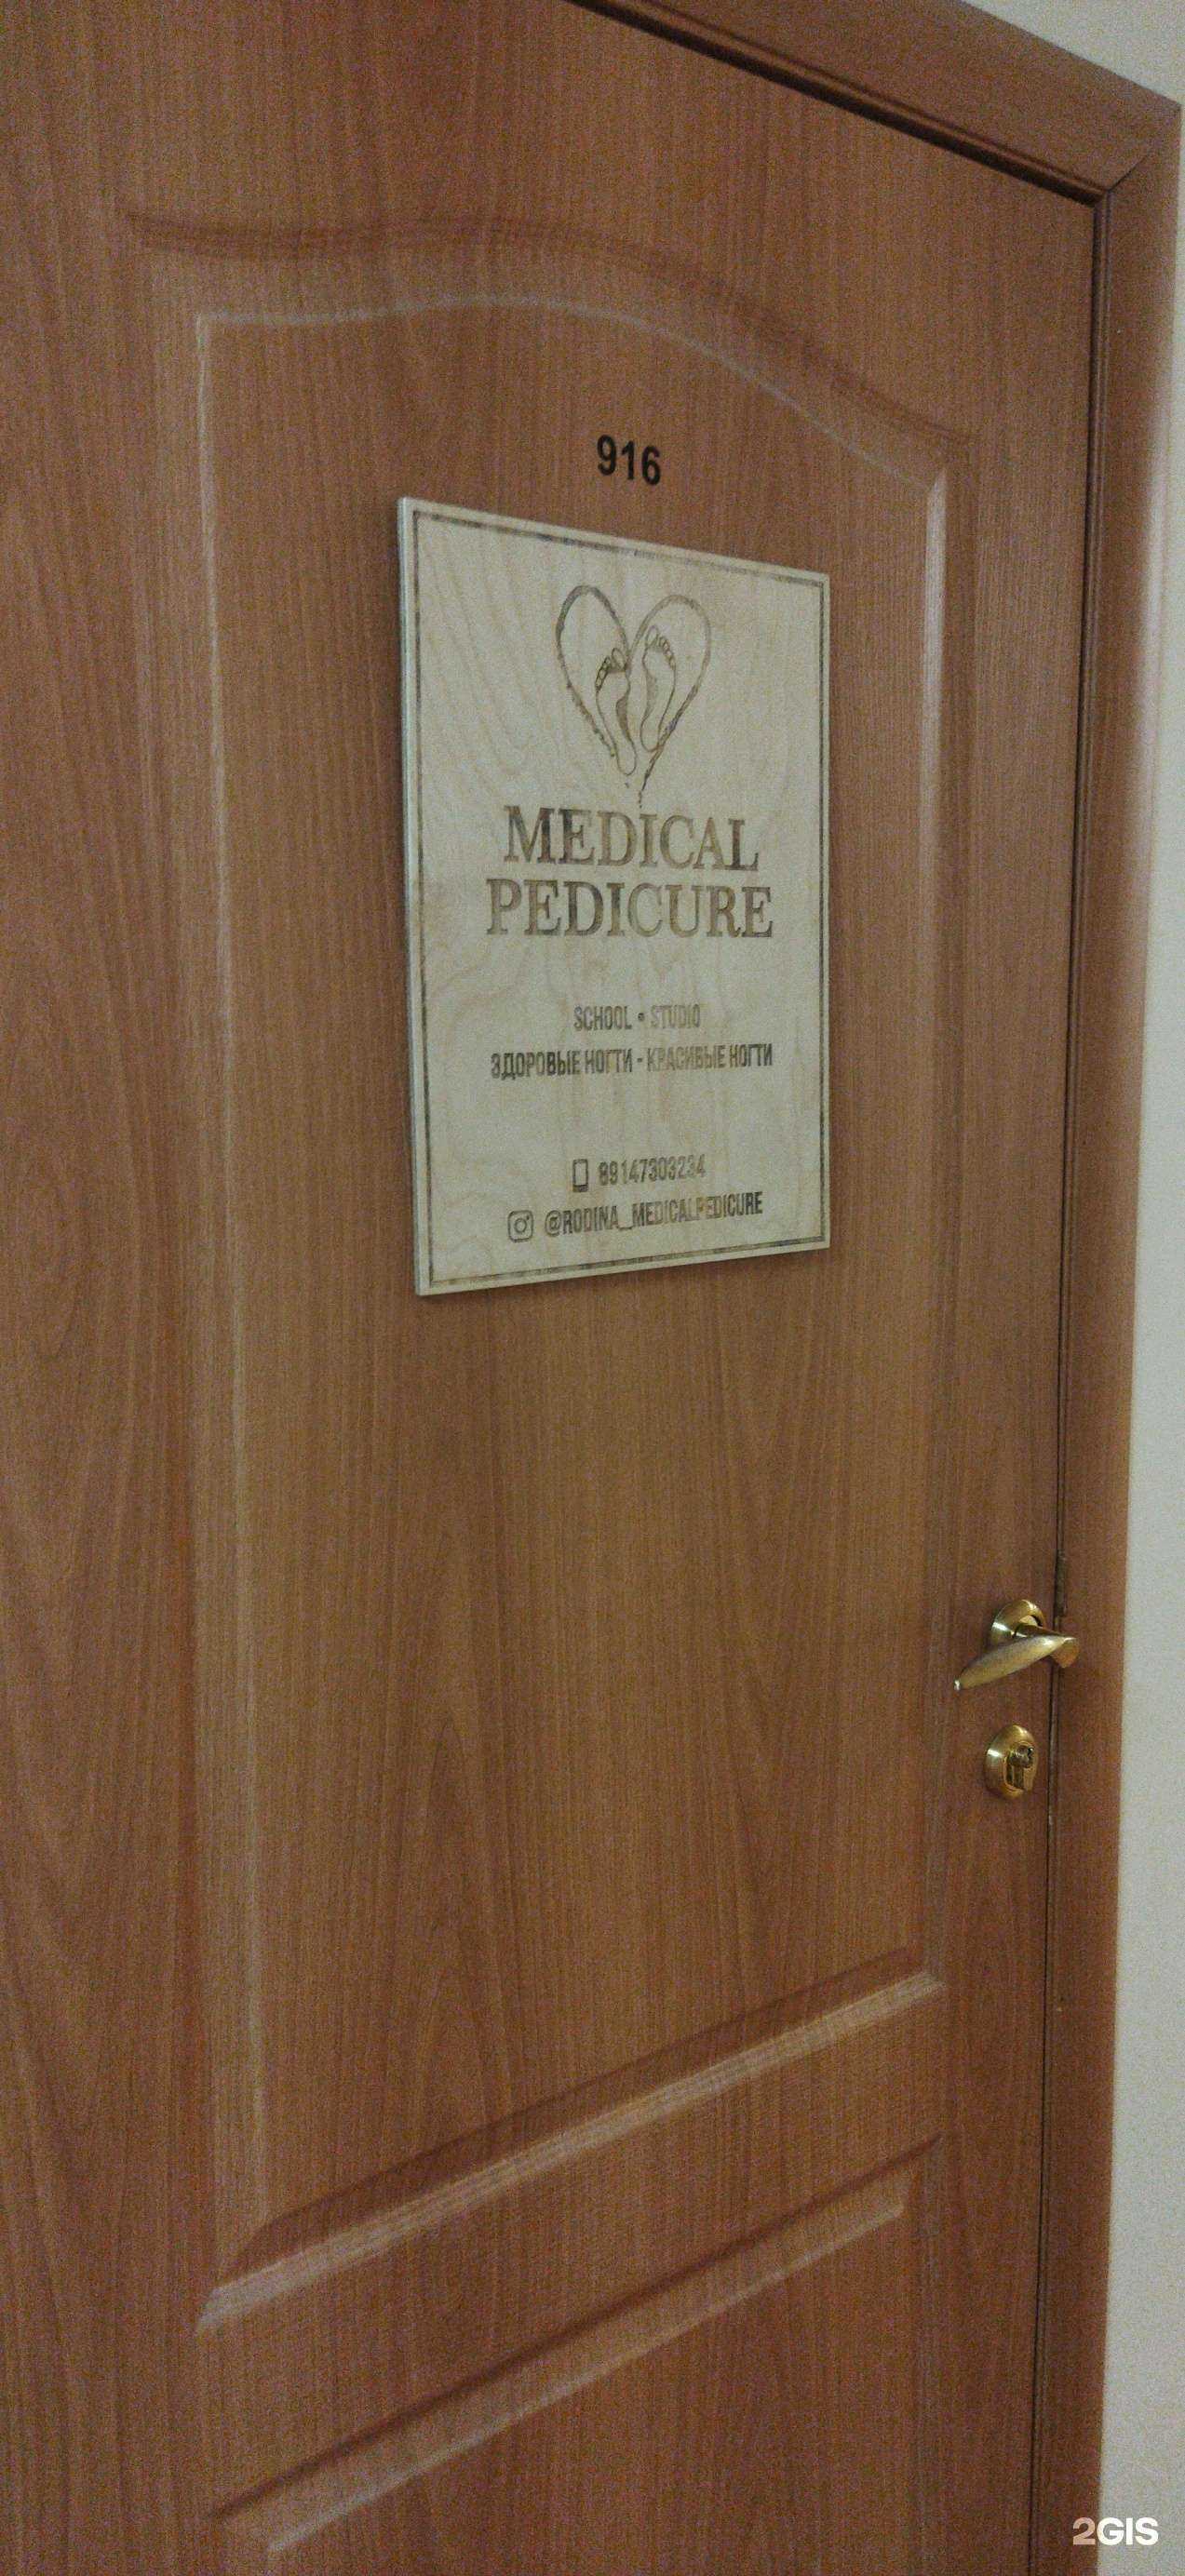 916
MEDICAL
PEDICURE
SCHOOL • STUDIO
ЗДОРОВЫЕ НОГТИ - КРАСИВЫЕ НОГТИ
89147303234
@RODINA_MEDICALPEDICURE
2GIS